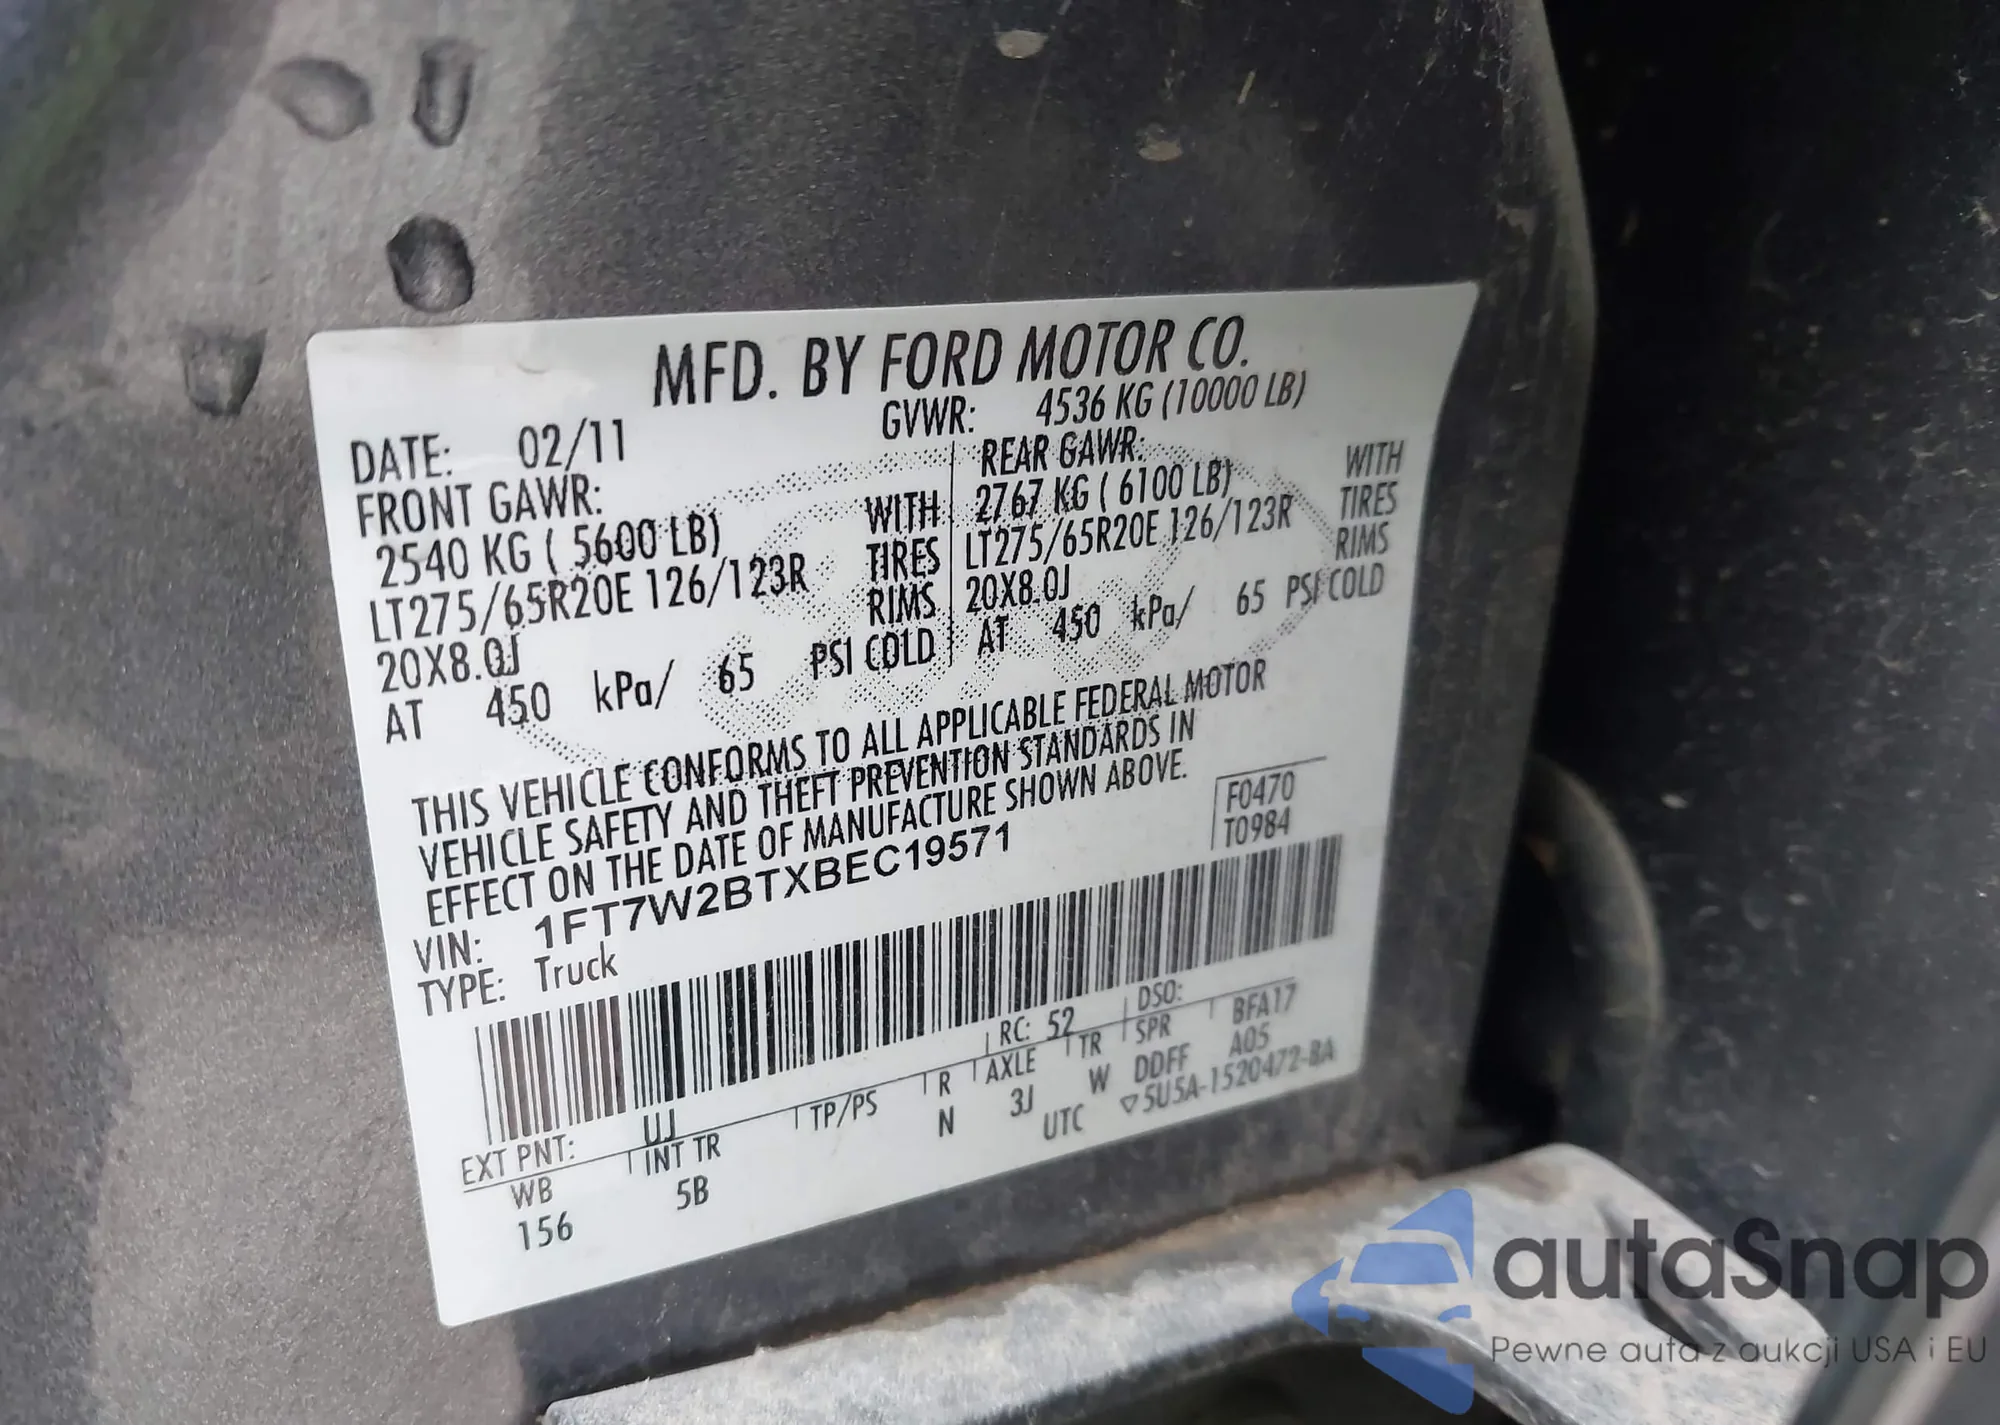 MFD. BY FORD MOTOR CO.
DATE: 02/11 GVWR: 4536 KG (10000 LB)
FRONT GAWR: REAR GAWR:
2540 KG ( 5600 LB) WITH 2767 KG ( 6100 LB) WITH
LT275/65R20E 126/123R TIRES LT275/65R20E 126/123R TIRES
20X8.0J RIMS 20X8.0J RIMS
AT 450 kPa/ 65 PSI COLD AT 450 kPa/ 65 PSI COLD
THIS VEHICLE CONFORMS TO ALL APPLICABLE FEDERAL MOTOR
VEHICLE SAFETY AND THEFT PREVENTION STANDARDS IN
EFFECT ON THE DATE OF MANUFACTURE SHOWN ABOVE.
VIN: 1FT7W2BTXBEC19571 F0470
TYPE: Truck T0984
EXT PNT: UJ RC: 52 DSO:
WB INT TR TP/PS R AXLE TR SPR BFA17
156 5B N 3J W DDFF A05
UTC ▽5U5A-1520472-BA
autaSnap
Pewne auta z aukcji USA i EU